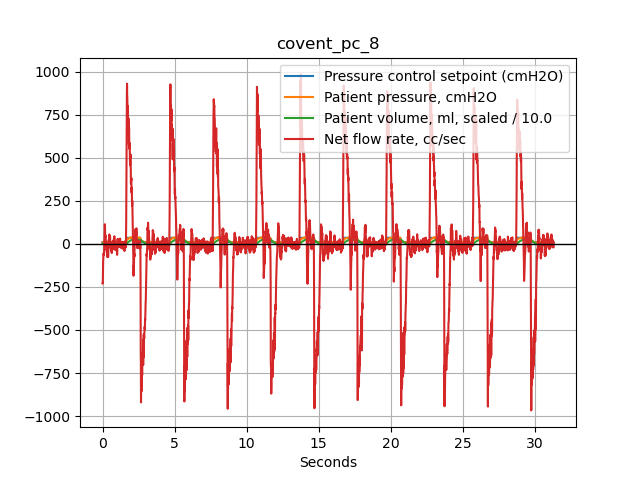 covent_pc_8
1000
750
500
250
0
−250
−500
−750
−1000
Pressure control setpoint (cmH2O)
Patient pressure, cmH2O
Patient volume, ml, scaled / 10.0
Net flow rate, cc/sec
0 5 10 15 20 25 30
Seconds